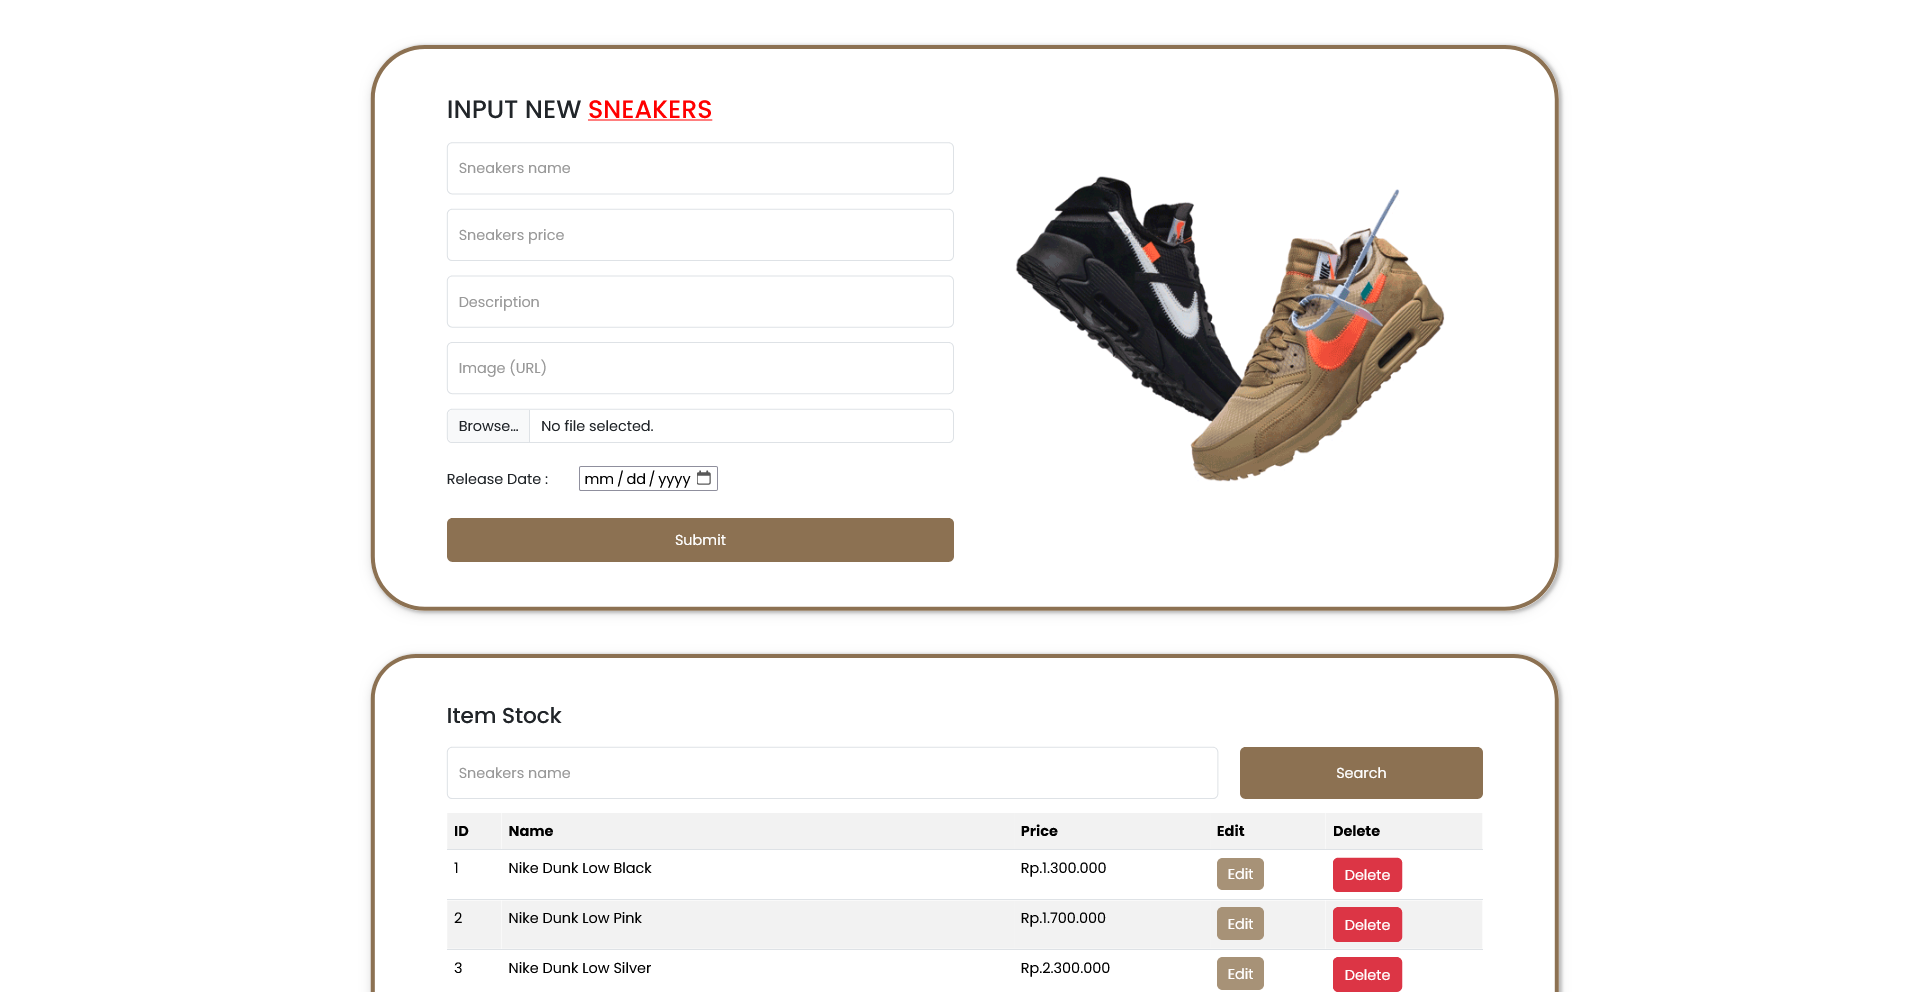 INPUT NEW SNEAKERS
Sneakers name
Sneakers price
Description
Image (URL)
Browse... No file selected.
Release Date : mm / dd / yyyy
Submit
NIKE
Item Stock
Sneakers name Search
ID Name Price Edit Delete
1 Nike Dunk Low Black Rp.1.300.000 Edit Delete
2 Nike Dunk Low Pink Rp.1.700.000 Edit Delete
3 Nike Dunk Low Silver Rp.2.300.000 Edit Delete